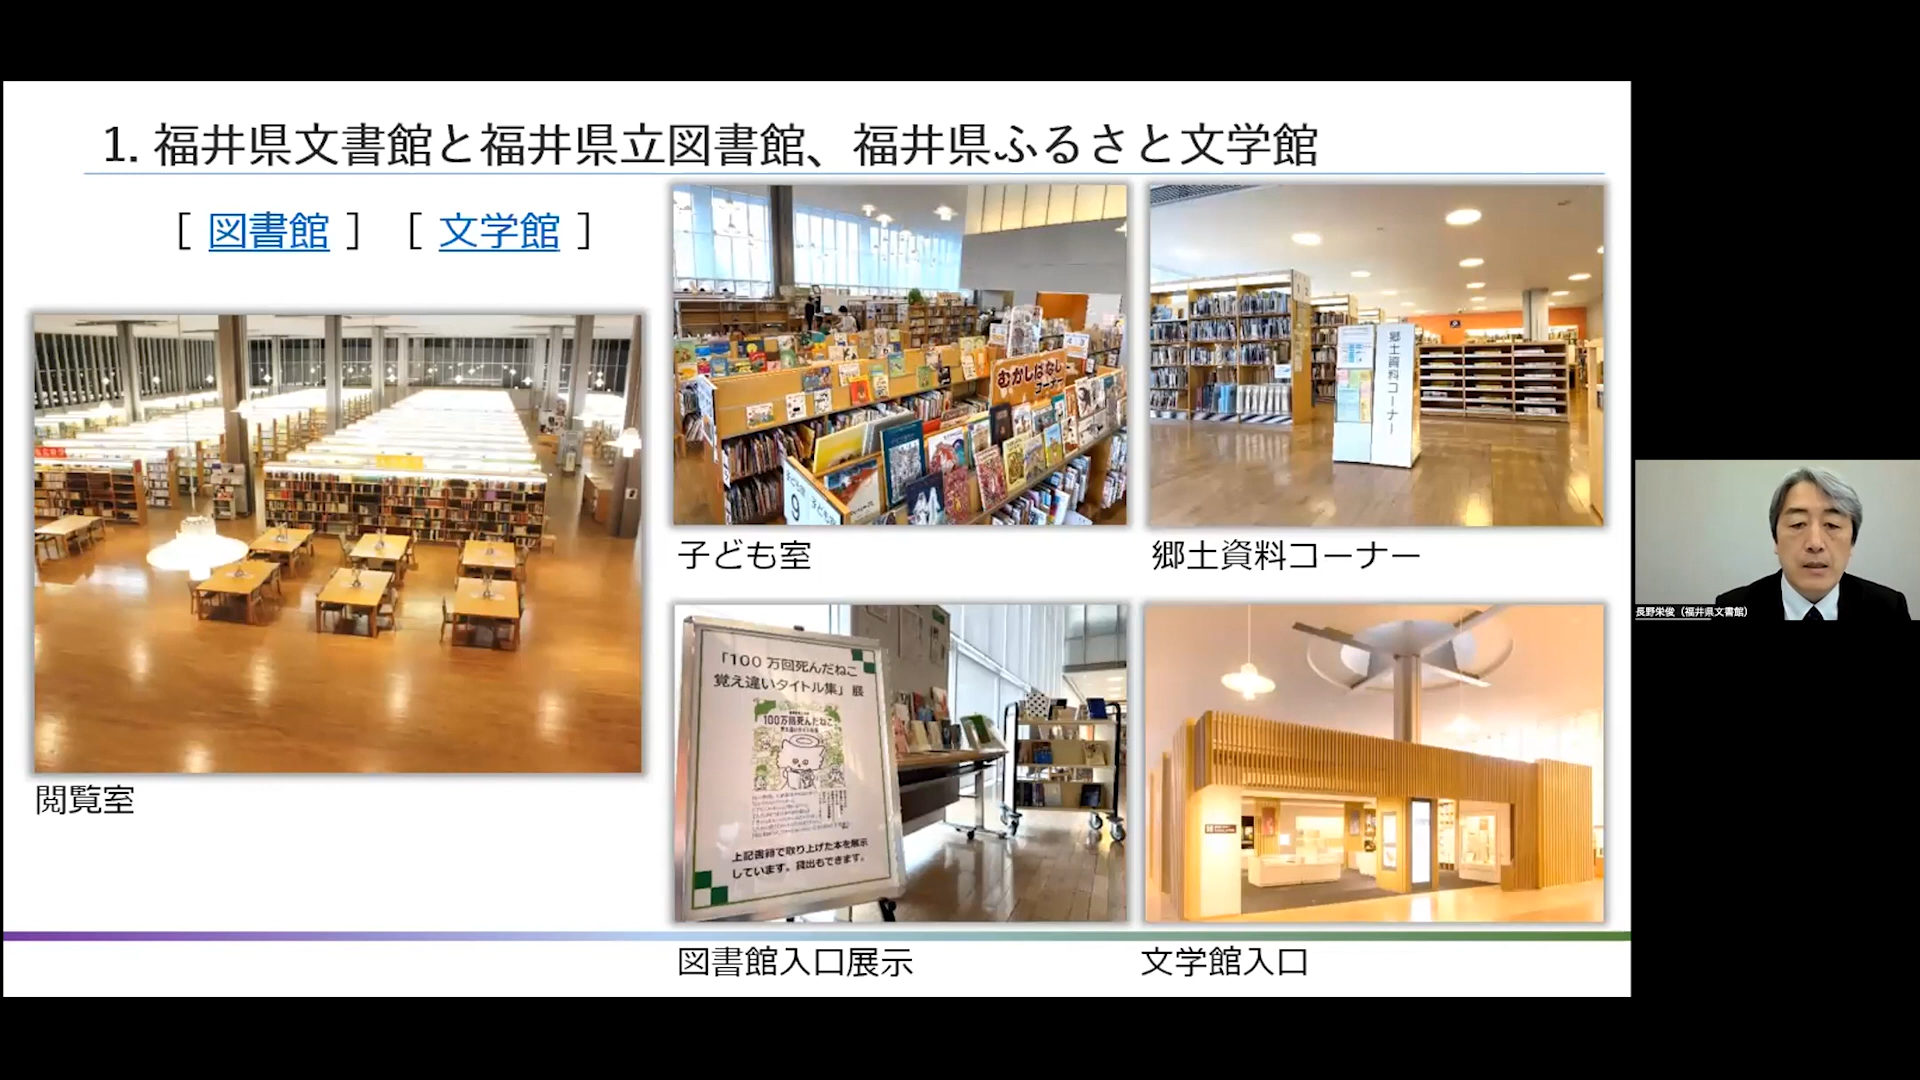 1. 福井県文書館と福井県立図書館、福井県ふるさと文学館
[ 図書館 ] [ 文学館 ]
むかしばなし
コーナー
9
郷土資料コーナー
閲覧室
子ども室
郷土資料コーナー
「100万回死んだねこ
覚え違いタイトル集」展
100万回死んだねこ
上記書籍で取り上げた本を展示
しています。貸出もできます。
図書館入口展示
文学館入口
長野栄俊（福井県文書館）